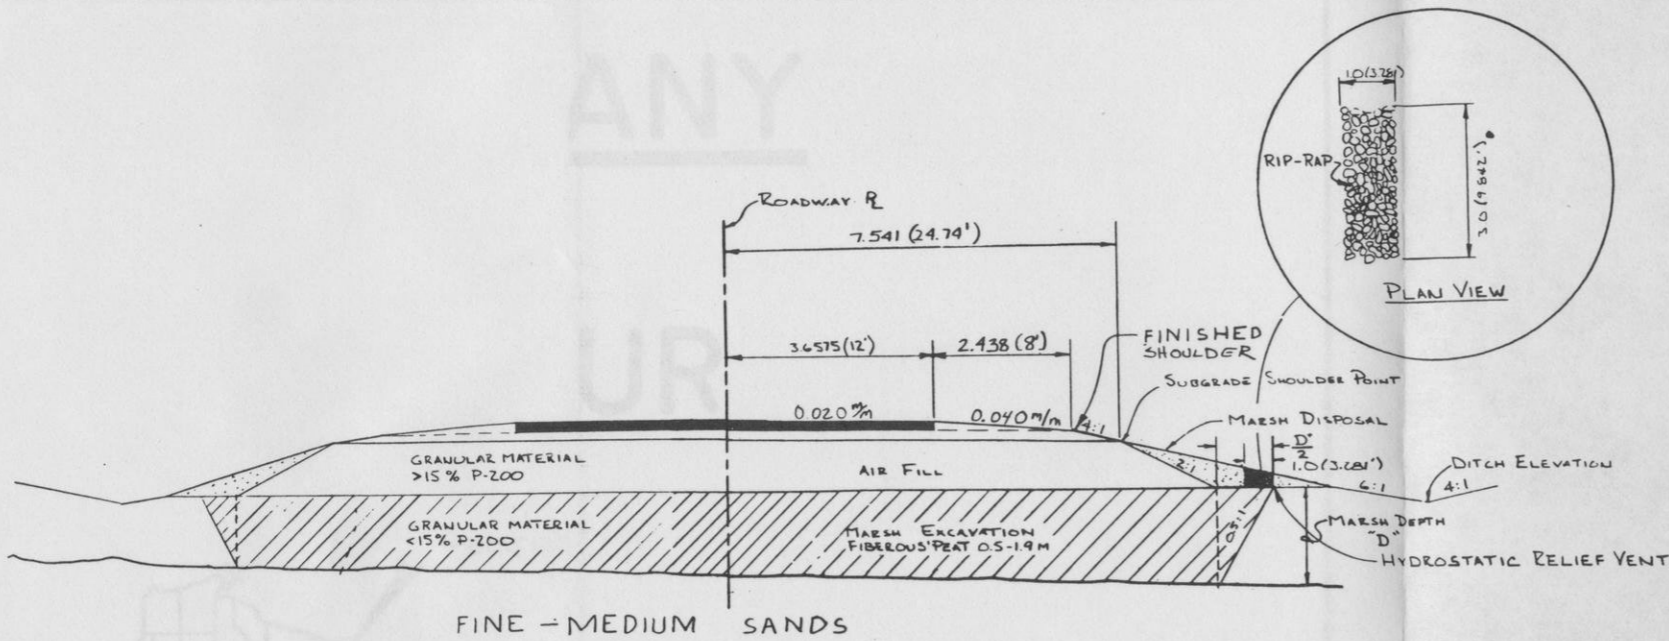 ANY
UR
1.0(3.281')
RIP-RAP
3.0(9.842')
PLAN VIEW
ROADWAY ℞
7.541 (24.74')
3.6575(12')
2.438 (8')
FINISHED
SHOULDER
SUBGRADE SHOULDER POINT
0.020 m/m
0.040 m/m
4:1
MARSH DISPOSAL
D"
2
1.0(3.281')
DITCH ELEVATION
GRANULAR MATERIAL
>15% P-200
AIR FILL
2:1
6:1
4:1
GRANULAR MATERIAL
<15% P-200
MARSH EXCAVATION
FIBEROUS PEAT 0.5-1.9 M
0.5:1
MARSH DEPTH
"D"
HYDROSTATIC RELIEF VENT
FINE - MEDIUM SANDS